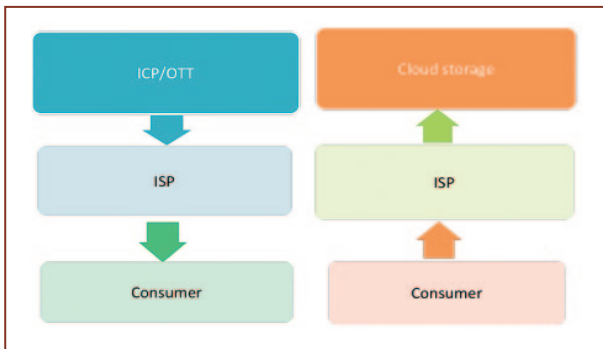 ICP/OTT
Cloud storage
ISP
ISP
Consumer
Consumer